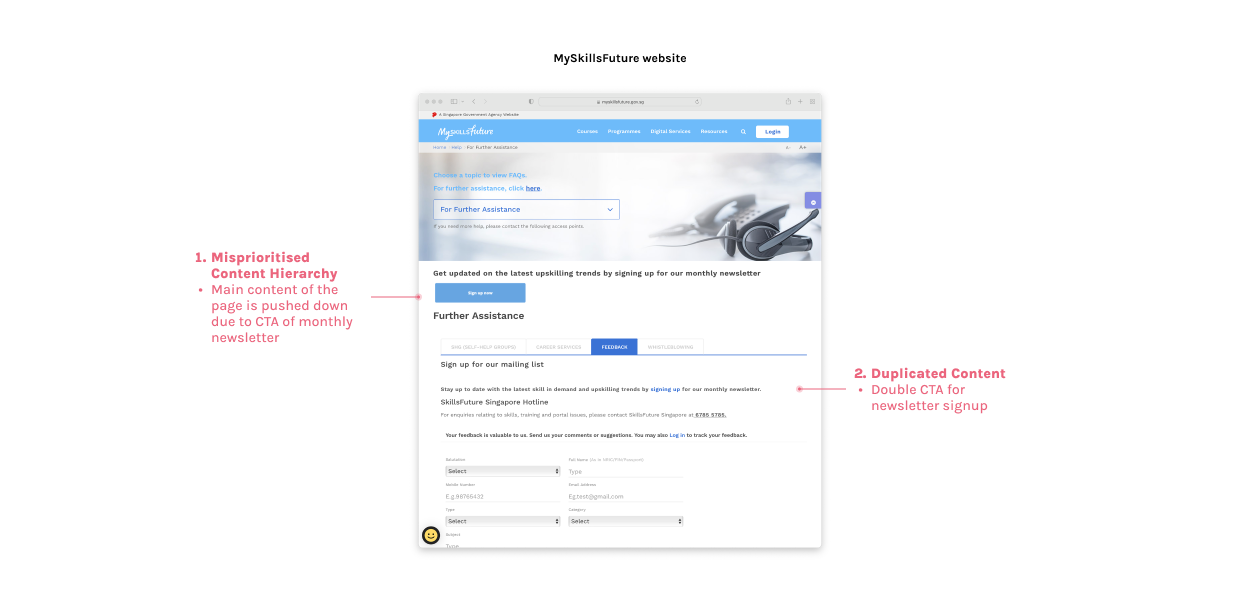 MySkillsFuture website
myskillsfuture.gov.sg
A Singapore Government Agency Website
MySKILLSFuture
Courses Programmes Digital Services Resources Login
Home Help For Further Assistance A- A+
Choose a topic to view FAQs.
For further assistance, click here.
For Further Assistance
If you need more help, please contact the following access points.
1. Misprioritised
Content Hierarchy
• Main content of the
page is pushed down
due to CTA of monthly
newsletter
Get updated on the latest upskilling trends by signing up for our monthly newsletter
Sign up now
Further Assistance
SHG (SELF-HELP GROUPS) CAREER SERVICES FEEDBACK WHISTLEBLOWING
Sign up for our mailing list
Stay up to date with the latest skill in demand and upskilling trends by signing up for our monthly newsletter.
SkillsFuture Singapore Hotline
For enquiries relating to skills, training and portal issues, please contact SkillsFuture Singapore at 6785 5785.
Your feedback is valuable to us. Send us your comments or suggestions. You may also Log in to track your feedback.
Salutation Full Name (As in NRIC/FIN/Passport)
Select Type
Mobile Number Email Address
E.g.98765432 Eg.test@gmail.com
Type Category
Select Select
Subject
Type
2. Duplicated Content
• Double CTA for
newsletter signup